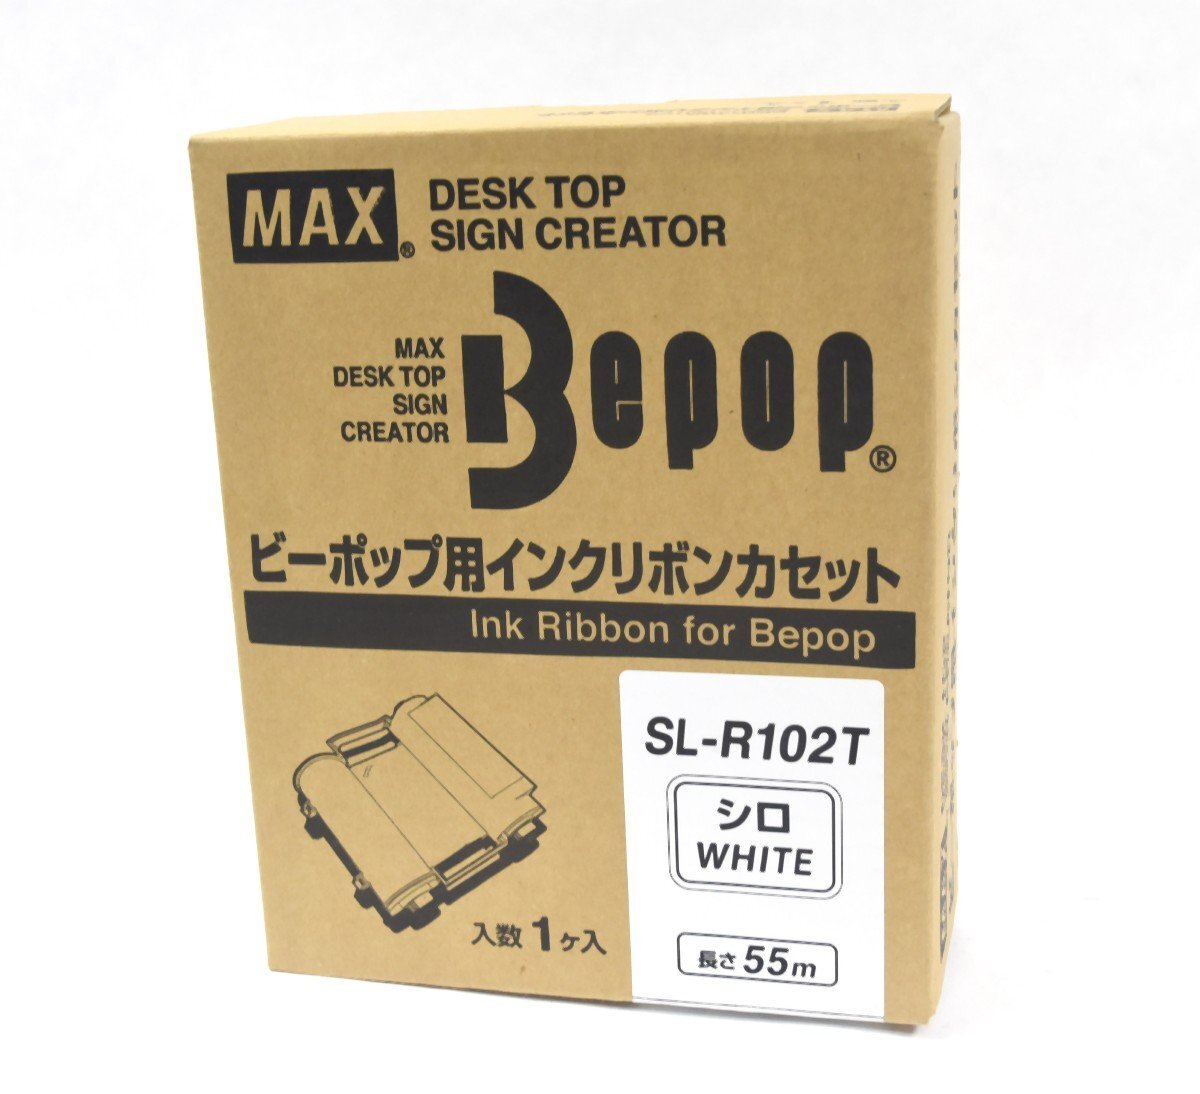 MAX®
DESK TOP
SIGN CREATOR
MAX
DESK TOP
SIGN
CREATOR
Bepop®
ビーポップ用インクリボンカセット
Ink Ribbon for Bepop
SL-R102T
シロ
WHITE
入数1ヶ入
長さ 55m